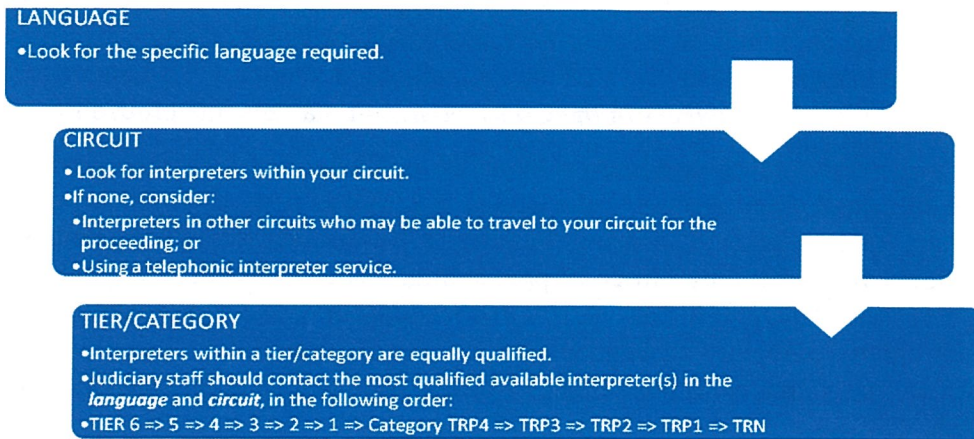 LANGUAGE
•Look for the specific language required.
CIRCUIT
• Look for interpreters within your circuit.
•If none, consider:
•Interpreters in other circuits who may be able to travel to your circuit for the
proceeding; or
•Using a telephonic interpreter service.
TIER/CATEGORY
•Interpreters within a tier/category are equally qualified.
•Judiciary staff should contact the most qualified available interpreter(s) in the
language and circuit, in the following order:
•TIER 6 => 5 => 4 => 3 => 2 => 1 => Category TRP4 => TRP3 => TRP2 => TRP1 => TRN